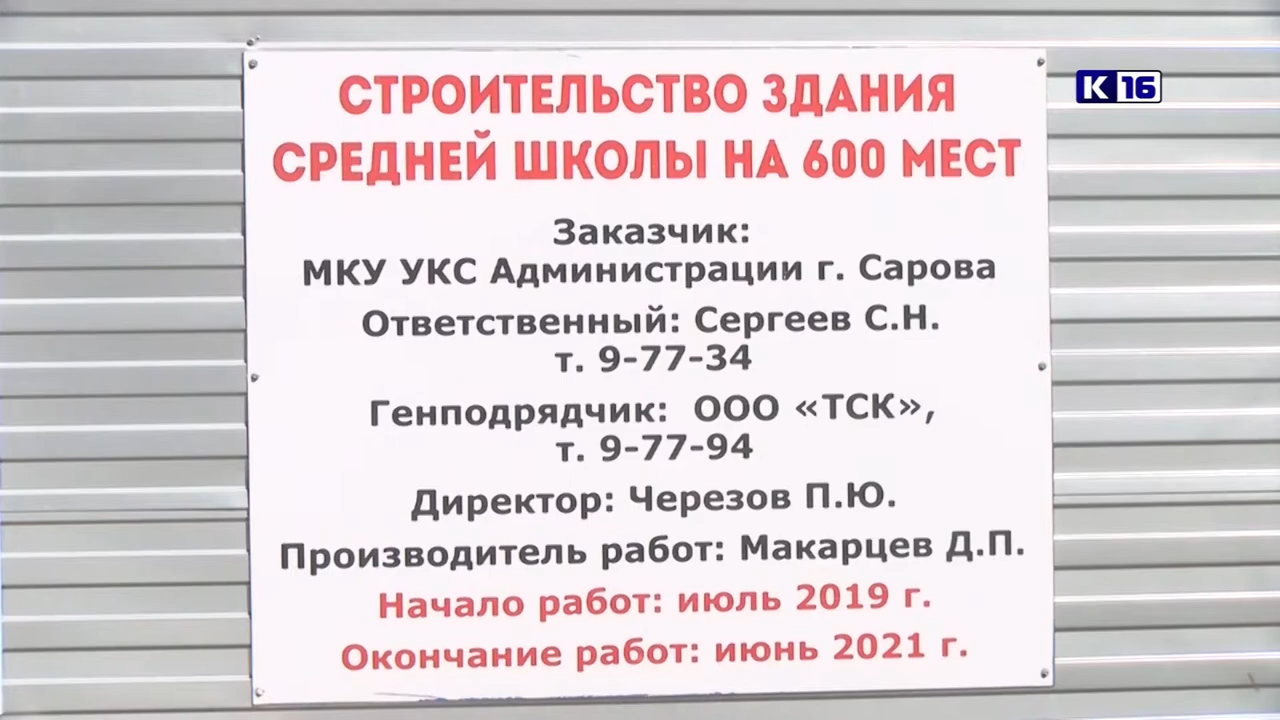 СТРОИТЕЛЬСТВО ЗДАНИЯ
СРЕДНЕЙ ШКОЛЫ НА 600 МЕСТ
Заказчик:
МКУ УКС Администрации г. Сарова
Ответственный: Сергеев С.Н.
т. 9-77-34
Генподрядчик: ООО «ТСК»,
т. 9-77-94
Директор: Черезов П.Ю.
Производитель работ: Макарцев Д.П.
Начало работ: июль 2019 г.
Окончание работ: июнь 2021 г.
К 16